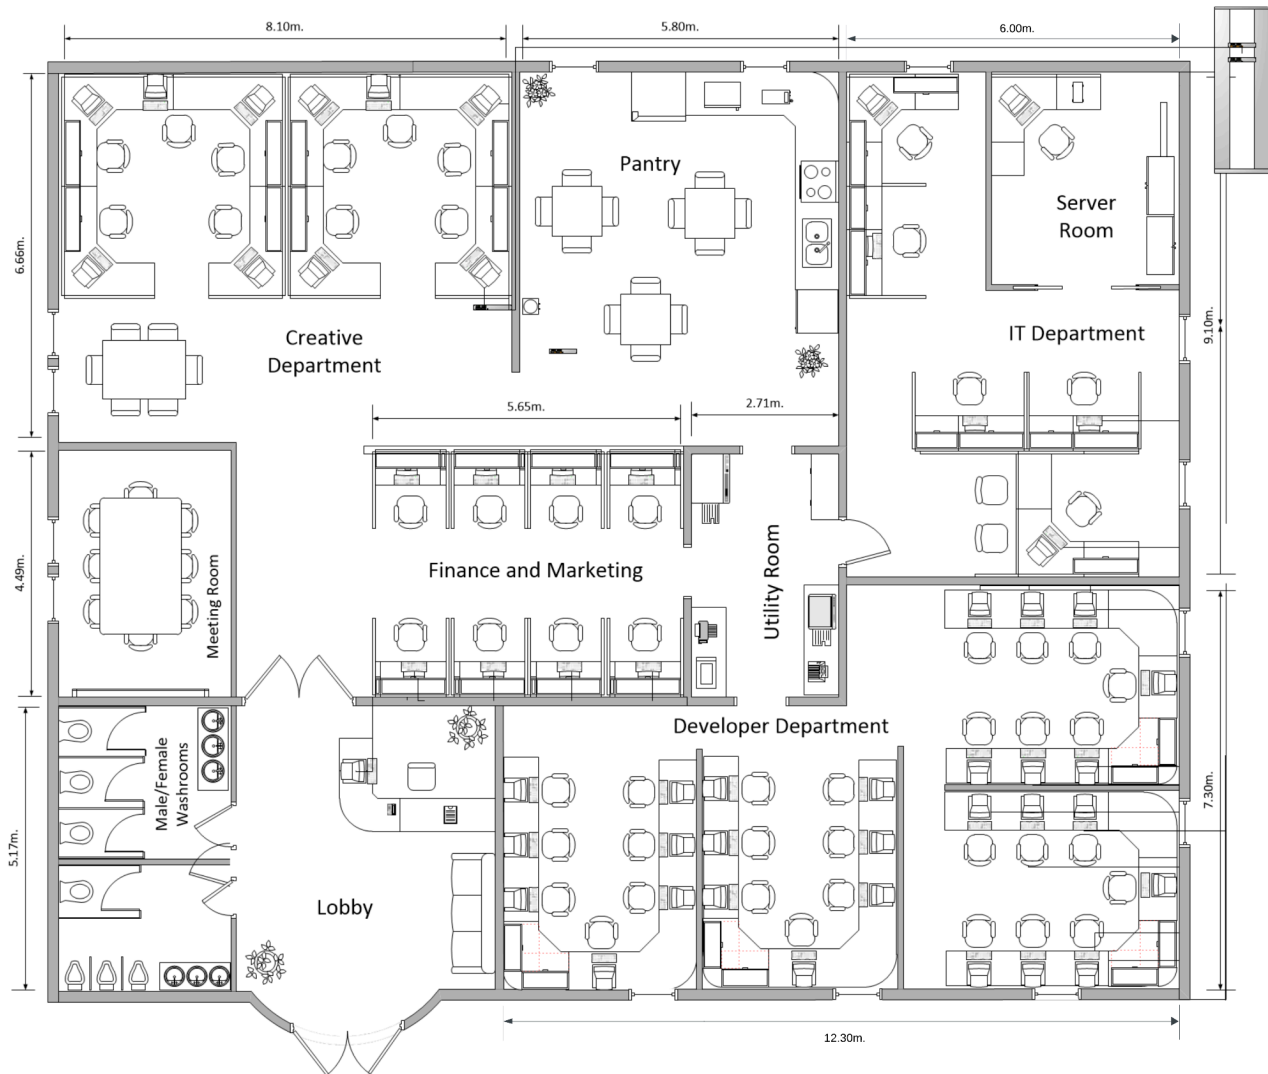 8.10m.
5.80m.
6.00m.
Pantry
Server
Room
6.66m.
Creative
Department
IT Department
9.10m.
5.65m.
2.71m.
4.49m.
Meeting Room
Finance and Marketing
Utility Room
Male/Female
Washrooms
Developer Department
7.30m.
5.17m.
Lobby
12.30m.